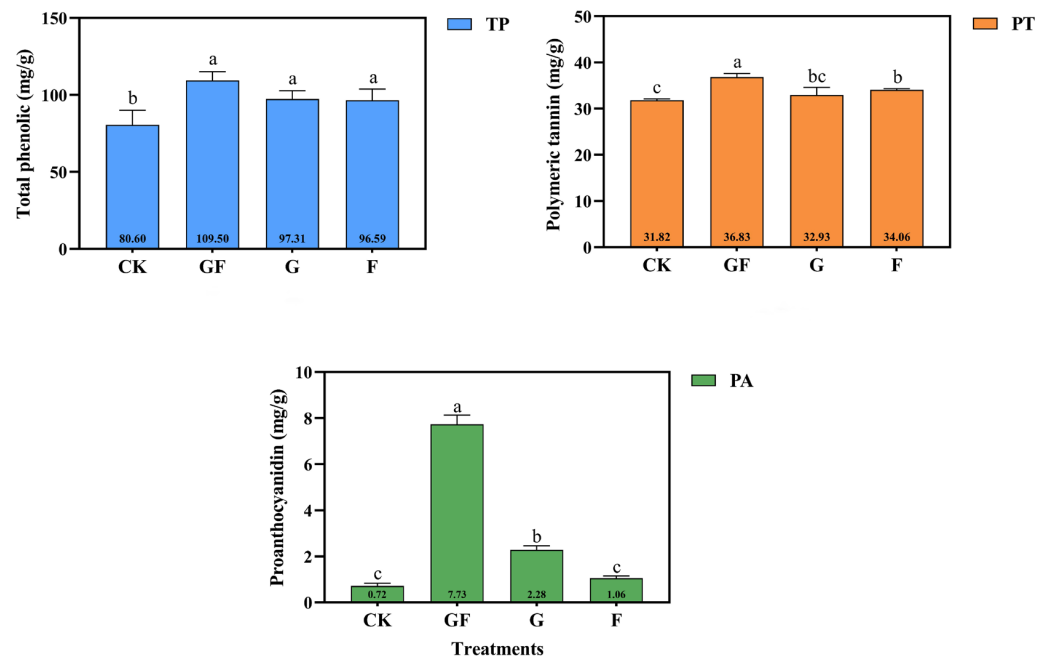 TP
Total phenolic (mg/g)
150
100
50
0
b
a
a
a
80.60
109.50
97.31
96.59
CK
GF
G
F
PT
Polymeric tannin (mg/g)
50
40
30
20
10
0
c
a
bc
b
31.82
36.83
32.93
34.06
CK
GF
G
F
PA
Proanthocyanidin (mg/g)
10
8
6
4
2
0
c
a
b
c
0.72
7.73
2.28
1.06
CK
GF
G
F
Treatments